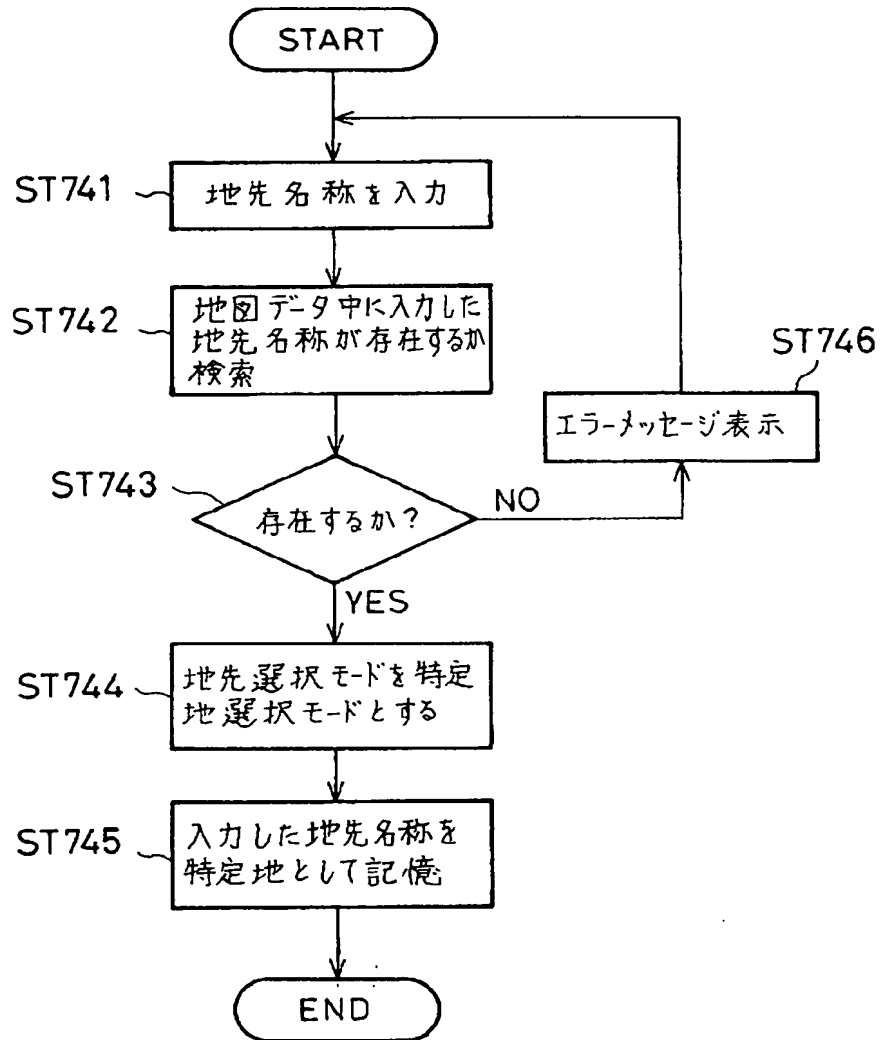 START
ST741
地先名称を入力
ST742
地図データ中に入力した
地先名称が存在するか
検索
ST746
エラーメッセージ表示
ST743
存在するか?
NO
YES
ST744
地先選択モードを特定
地選択モードとする
ST745
入力した地先名称を
特定地として記憶
END